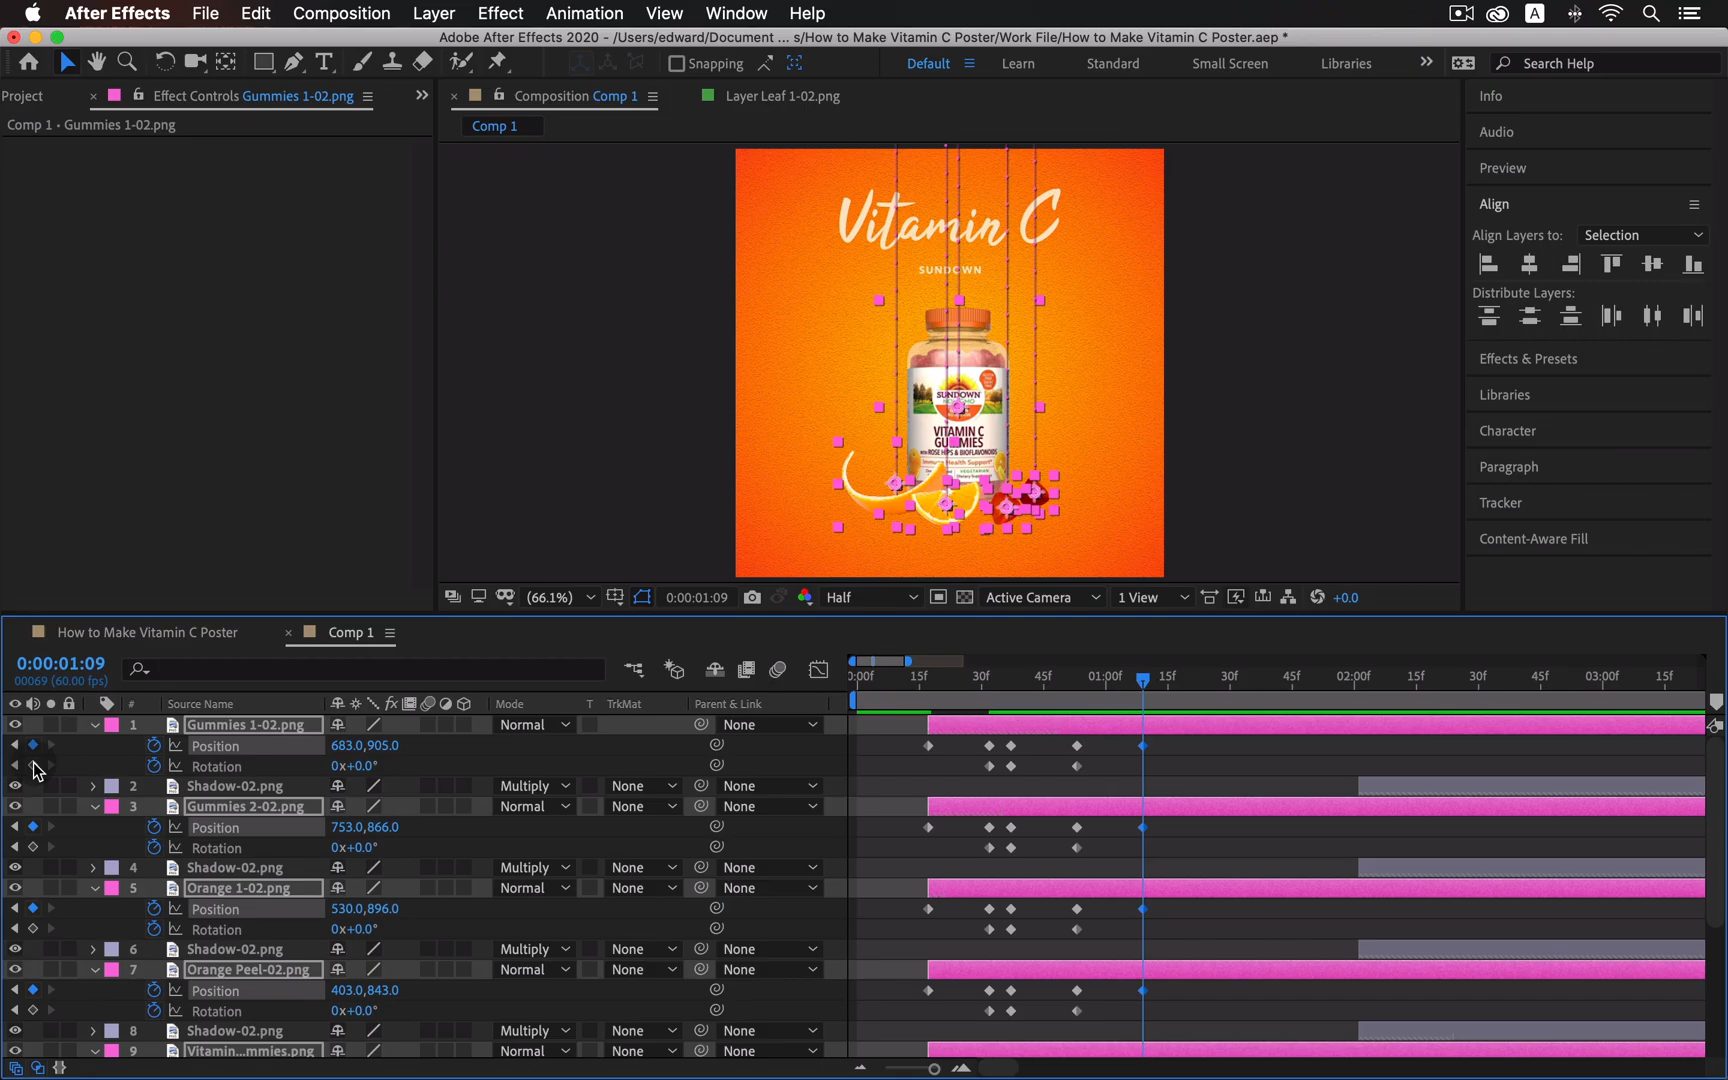 After Effects File Edit Composition Layer Effect Animation View Window Help A
Adobe After Effects 2020 - /Users/edward/Document ... s/How to Make Vitamin C Poster/Work File/How to Make Vitamin C Poster.aep *
Snapping Default Learn Standard Small Screen Libraries Search Help
Project Effect Controls Gummies 1-02.png Composition Comp 1 Layer Leaf 1-02.png
Comp 1 • Gummies 1-02.png
Comp 1
Info
Audio
Preview
Align
Align Layers to: Selection
Distribute Layers:
Effects & Presets
Libraries
Character
Paragraph
Tracker
Content-Aware Fill
Vitamin C
SUNDOWN
SUNDOWN
VITAMIN C
GUMMIES
WITH ROSE HIPS & BIOFLAVONOIDS
Immune Health Support*
(66.1%) 0:00:01:09 Half Active Camera 1 View +0.0
How to Make Vitamin C Poster Comp 1
0:00:01:09
00069 (60.00 fps)
0:00f 15f 30f 45f 01:00f 15f 30f 45f 02:00f 15f 30f 45f 03:00f 15f
# Source Name Mode T TrkMat Parent & Link
1 Gummies 1-02.png Normal None
Position 683.0,905.0
Rotation 0x+0.0°
2 Shadow-02.png Multiply None None
3 Gummies 2-02.png Normal None None
Position 753.0,866.0
Rotation 0x+0.0°
4 Shadow-02.png Multiply None None
5 Orange 1-02.png Normal None None
Position 530.0,896.0
Rotation 0x+0.0°
6 Shadow-02.png Multiply None None
7 Orange Peel-02.png Normal None None
Position 403.0,843.0
Rotation 0x+0.0°
8 Shadow-02.png Multiply None None
9 Vitamin...mmies.png Normal None None